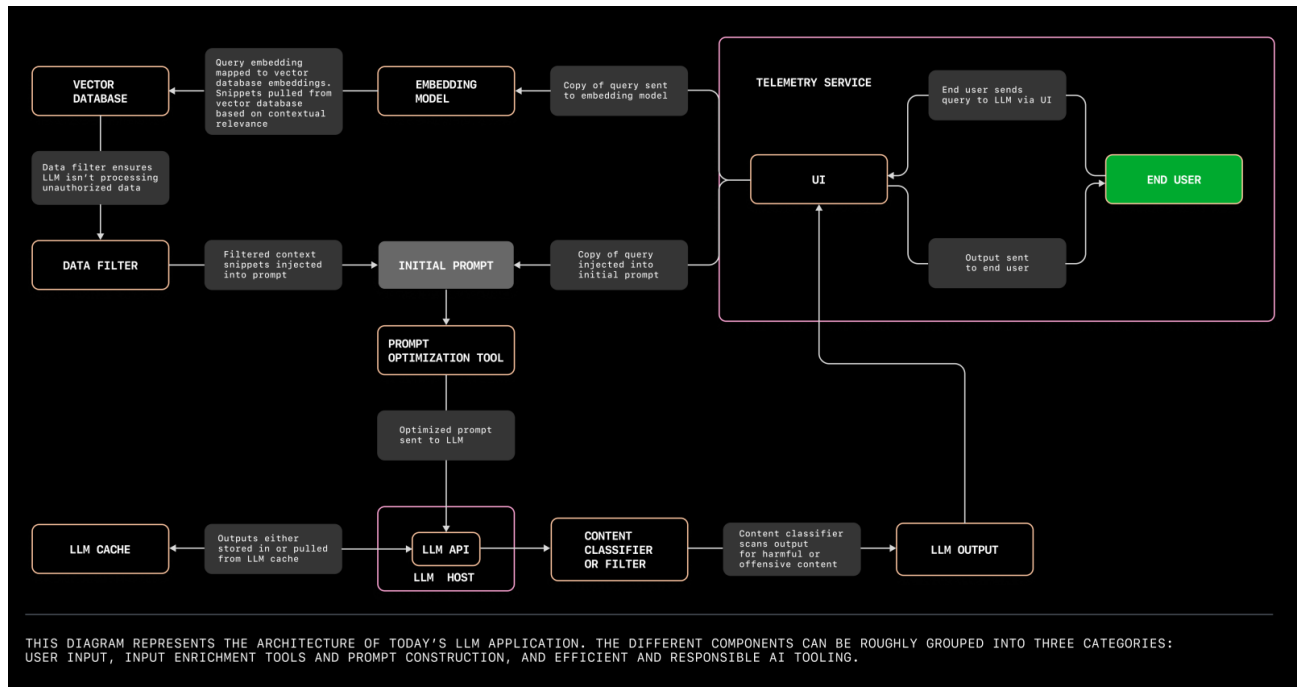 TELEMETRY SERVICE
VECTOR
DATABASE
Query embedding
mapped to vector
database embeddings.
Snippets pulled from
vector database
based on contextual
relevance
EMBEDDING
MODEL
Copy of query sent
to embedding model
End user sends
query to LLM via UI
UI
END USER
Output sent
to end user
Data filter ensures
LLM isn't processing
unauthorized data
DATA FILTER
Filtered context
snippets injected
into prompt
INITIAL PROMPT
Copy of query
injected into
initial prompt
PROMPT
OPTIMIZATION TOOL
Optimized prompt
sent to LLM
LLM CACHE
Outputs either
stored in or pulled
from LLM cache
LLM API
LLM HOST
CONTENT
CLASSIFIER
OR FILTER
Content classifier
scans output
for harmful or
offensive content
LLM OUTPUT
THIS DIAGRAM REPRESENTS THE ARCHITECTURE OF TODAY'S LLM APPLICATION. THE DIFFERENT COMPONENTS CAN BE ROUGHLY GROUPED INTO THREE CATEGORIES:
USER INPUT, INPUT ENRICHMENT TOOLS AND PROMPT CONSTRUCTION, AND EFFICIENT AND RESPONSIBLE AI TOOLING.